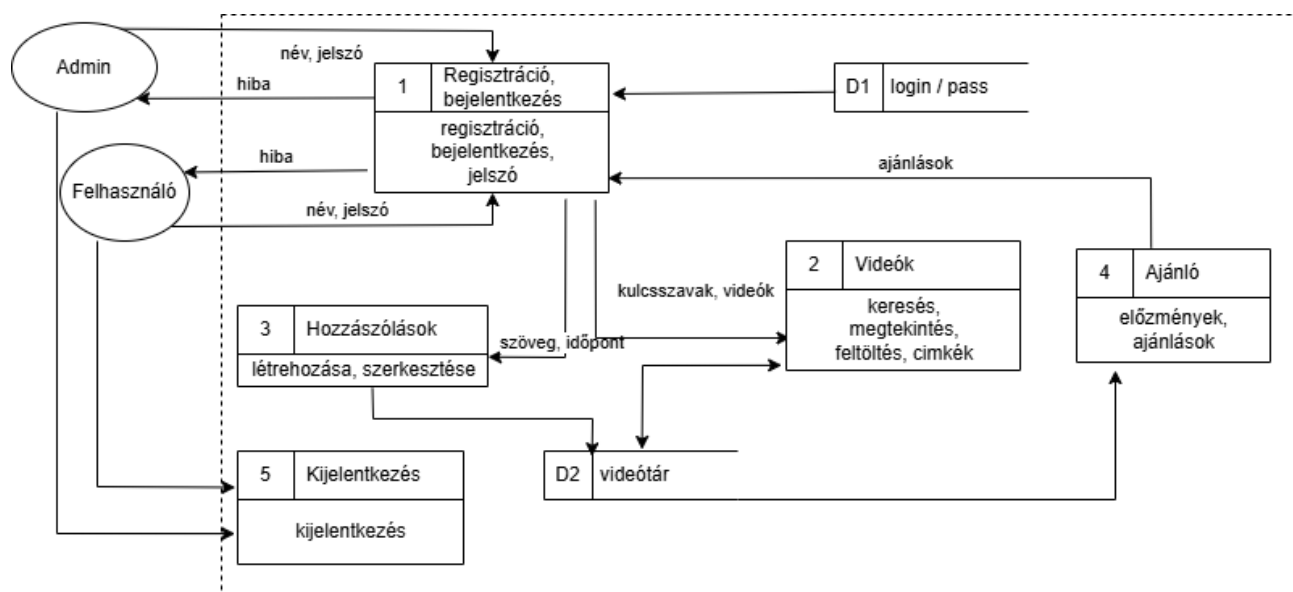 Admin
név, jelszó
hiba
1
Regisztráció,
bejelentkezés
regisztráció,
bejelentkezés,
jelszó
D1
login / pass
Felhasználó
hiba
név, jelszó
ajánlások
2
Videók
keresés,
megtekintés,
feltöltés, cimkék
kulcsszavak, videók
4
Ajánló
előzmények,
ajánlások
3
Hozzászólások
létrehozása, szerkesztése
szöveg, időpont
5
Kijelentkezés
kijelentkezés
D2
videótár